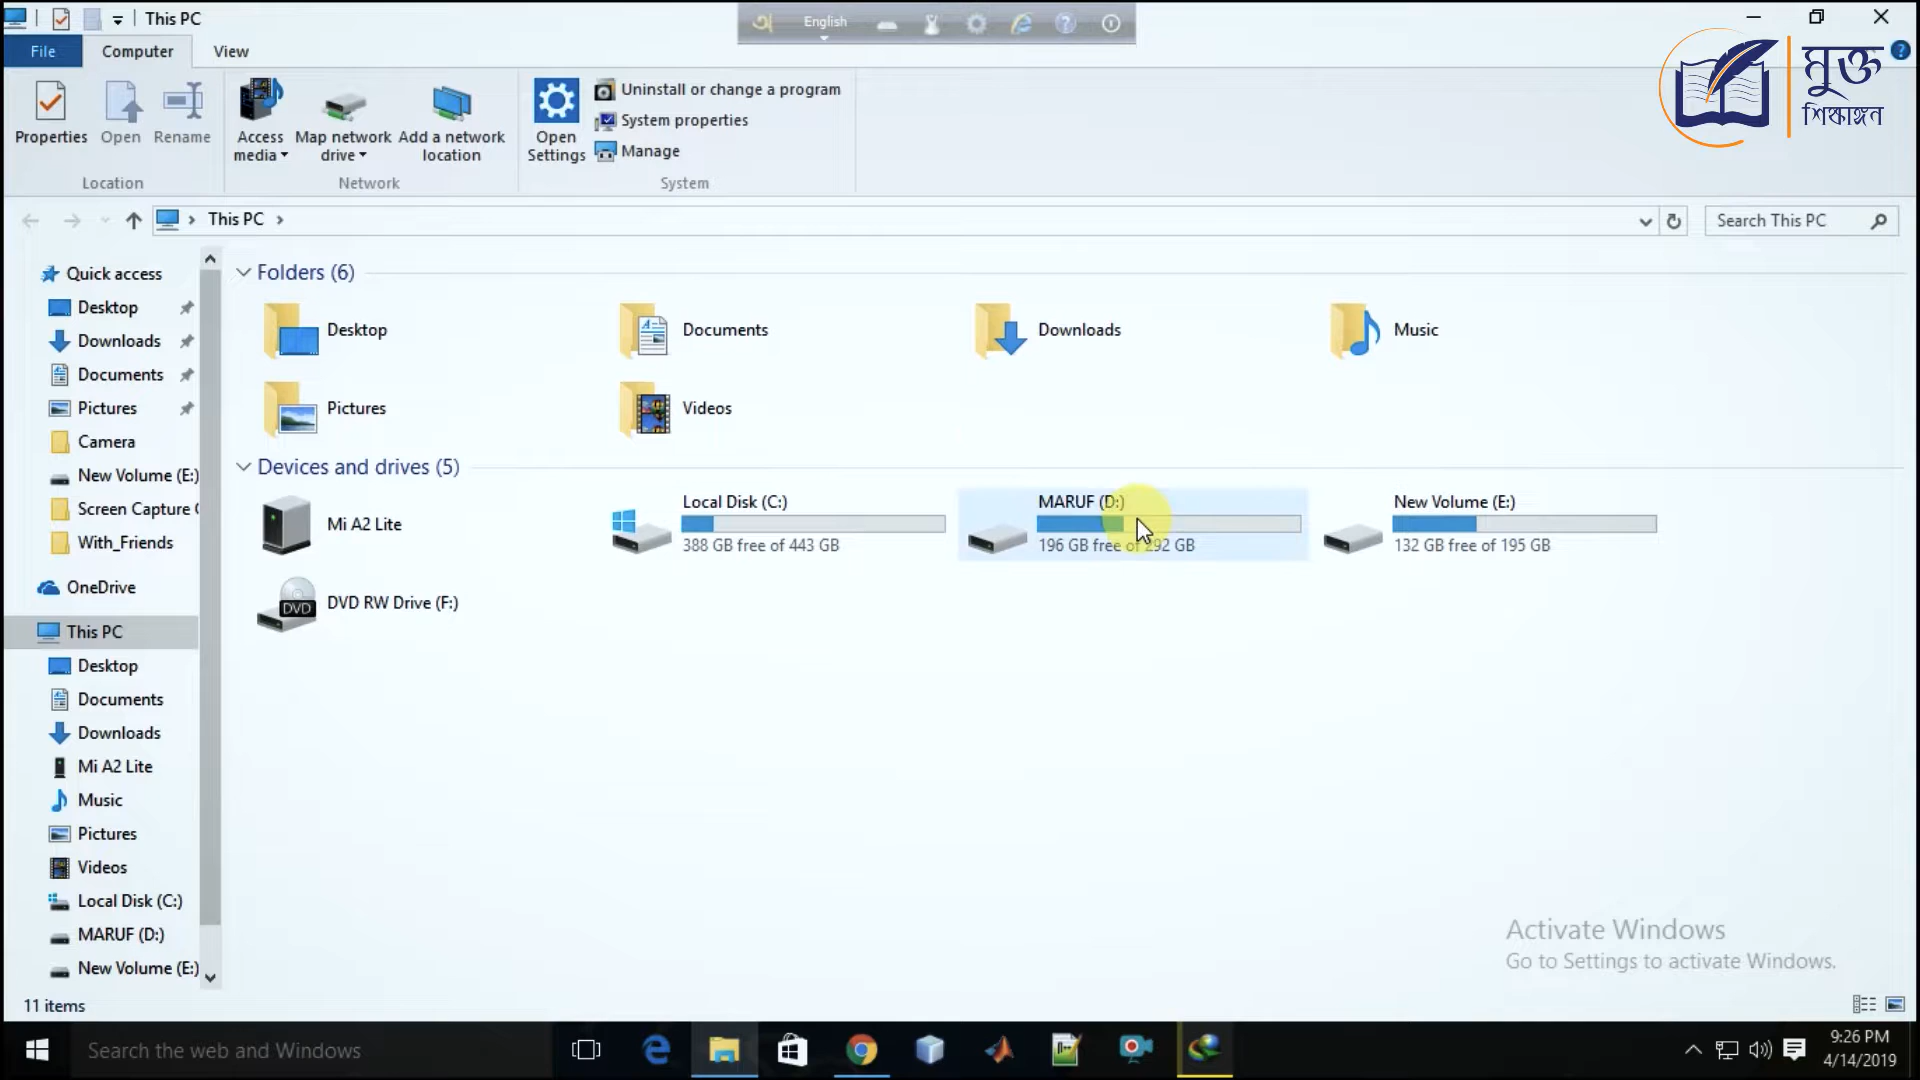 This PC
English
File
Computer
View
মুক্ত
শিক্ষাঙ্গন
Properties
Open
Rename
Access media
Map network drive
Add a network location
Open Settings
Uninstall or change a program
System properties
Manage
Location
Network
System
This PC
Search This PC
Quick access
Desktop
Downloads
Documents
Pictures
Camera
New Volume (E:)
Screen Capture
With_Friends
OneDrive
This PC
Desktop
Documents
Downloads
Mi A2 Lite
Music
Pictures
Videos
Local Disk (C:)
MARUF (D:)
New Volume (E:)
Folders (6)
Desktop
Documents
Downloads
Music
Pictures
Videos
Devices and drives (5)
Mi A2 Lite
Local Disk (C:)
388 GB free of 443 GB
MARUF (D:)
196 GB free of 292 GB
New Volume (E:)
132 GB free of 195 GB
DVD
DVD RW Drive (F:)
Activate Windows
Go to Settings to activate Windows.
11 items
Search the web and Windows
9:26 PM
4/14/2019